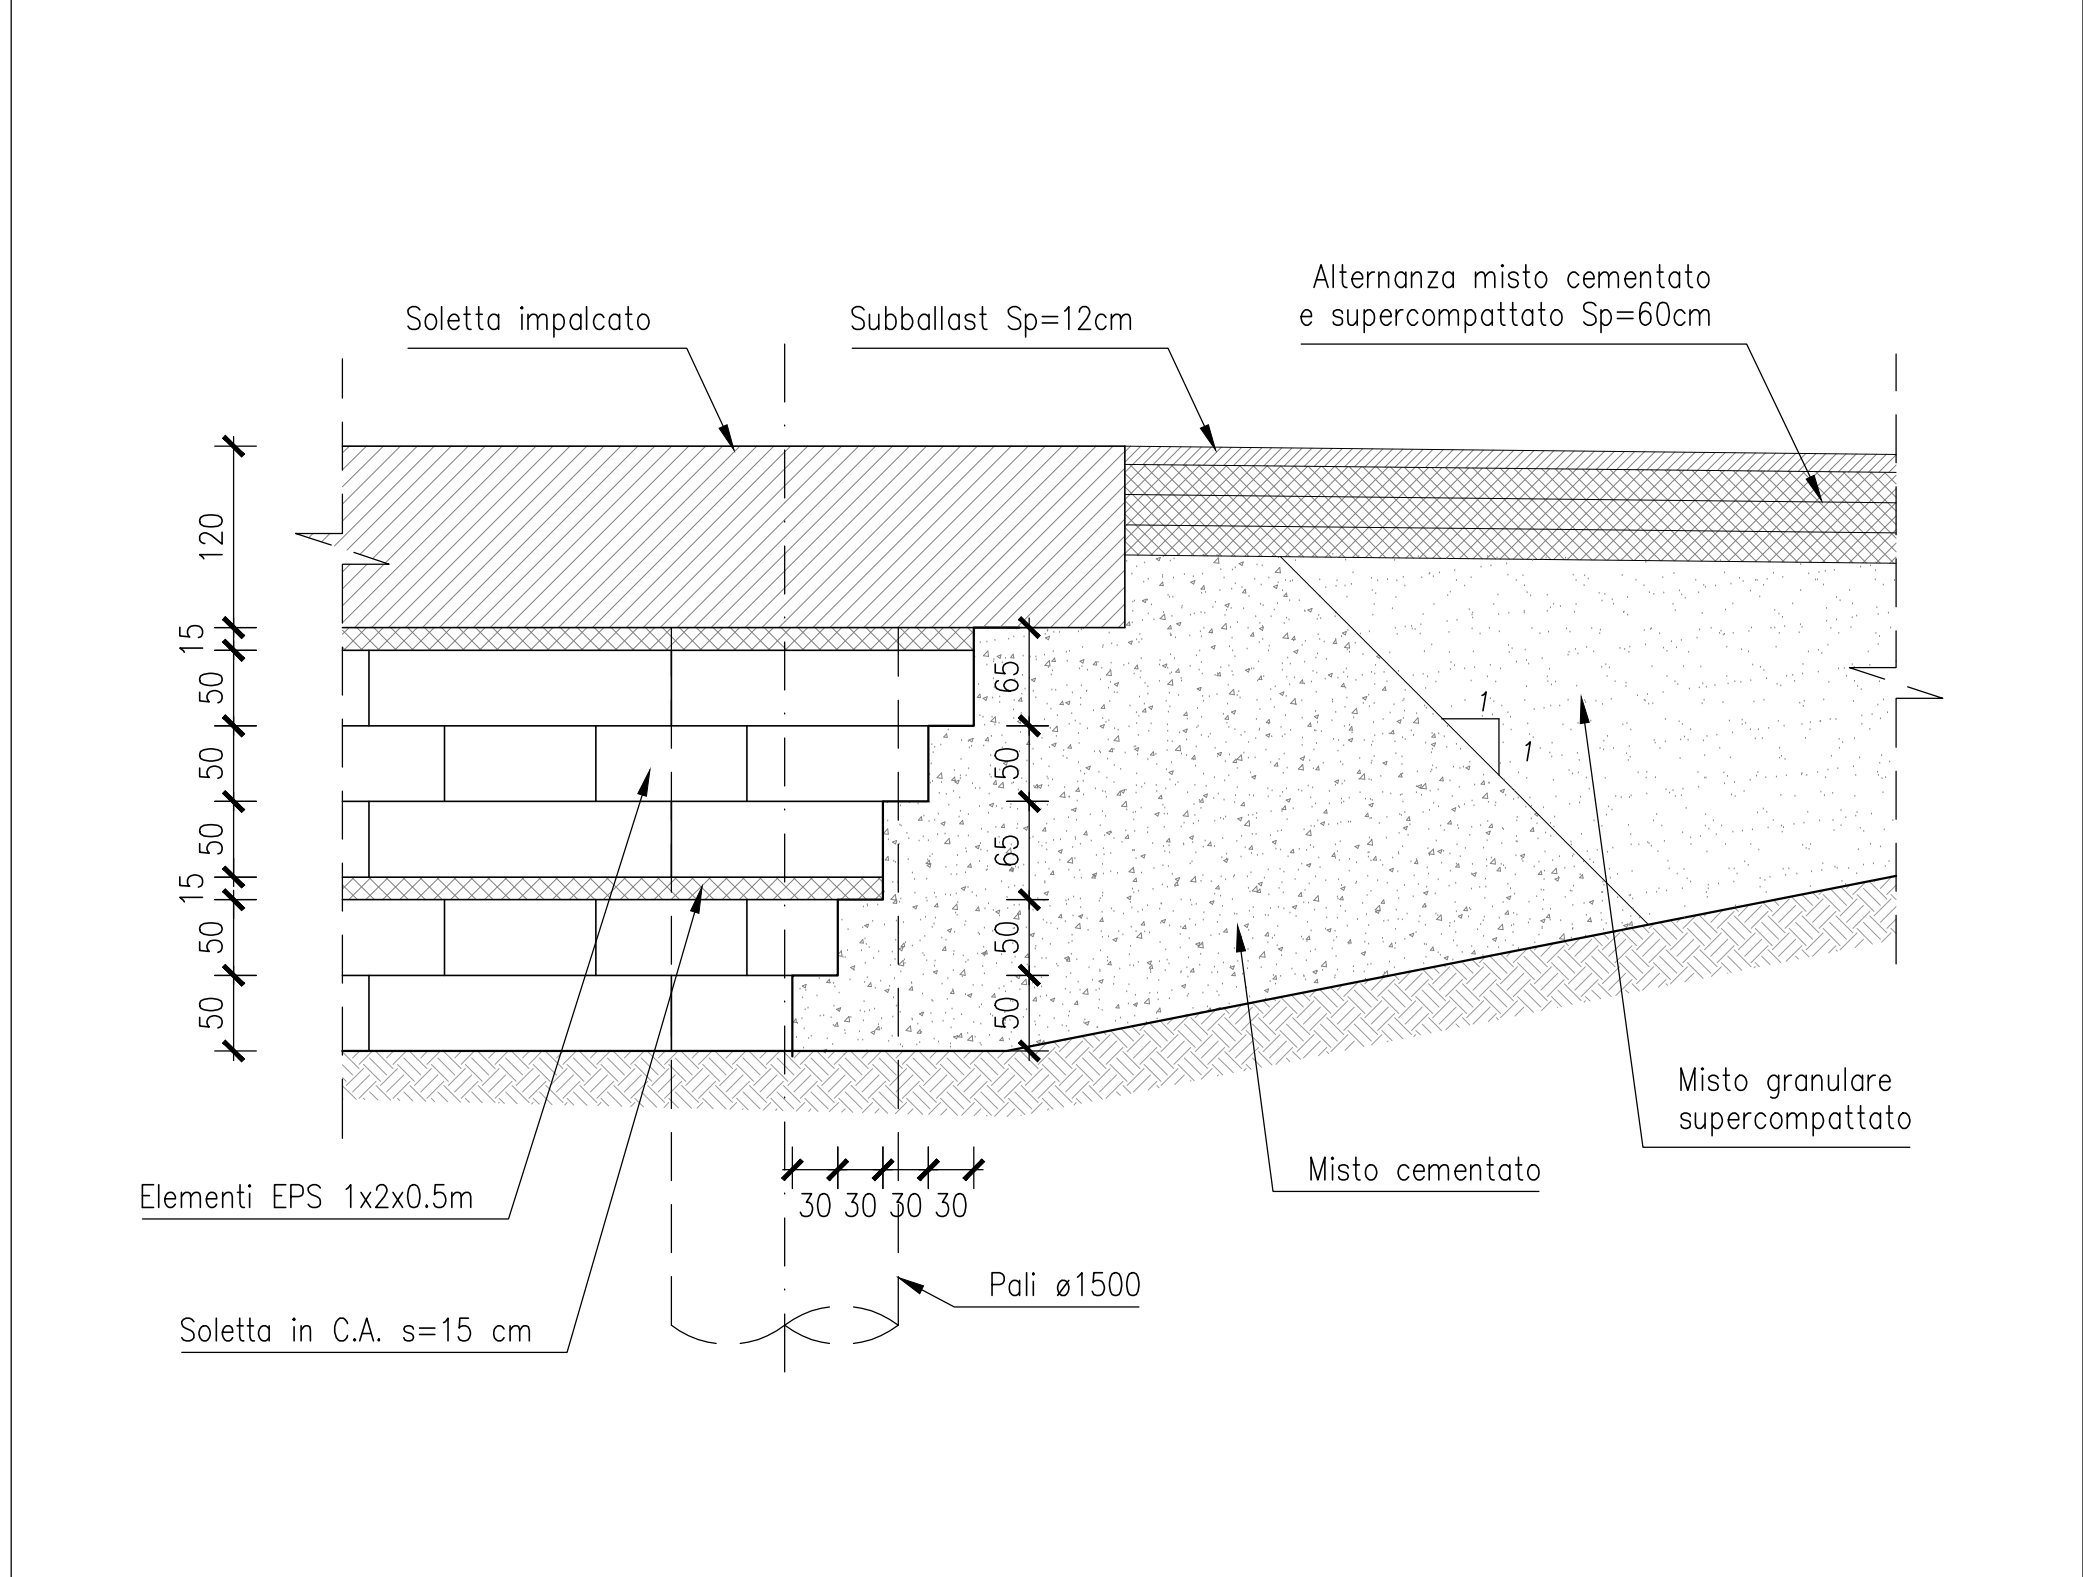 Alternanza misto cementato
e supercompattato Sp=60cm
Soletta impalcato
Subballast Sp=12cm
120
15
50
50
50
15
50
50
65
50
65
50
50
1
1
Misto granulare
supercompattato
Misto cementato
Elementi EPS 1x2x0.5m
30 30 30 30
Pali ø1500
Soletta in C.A. s=15 cm